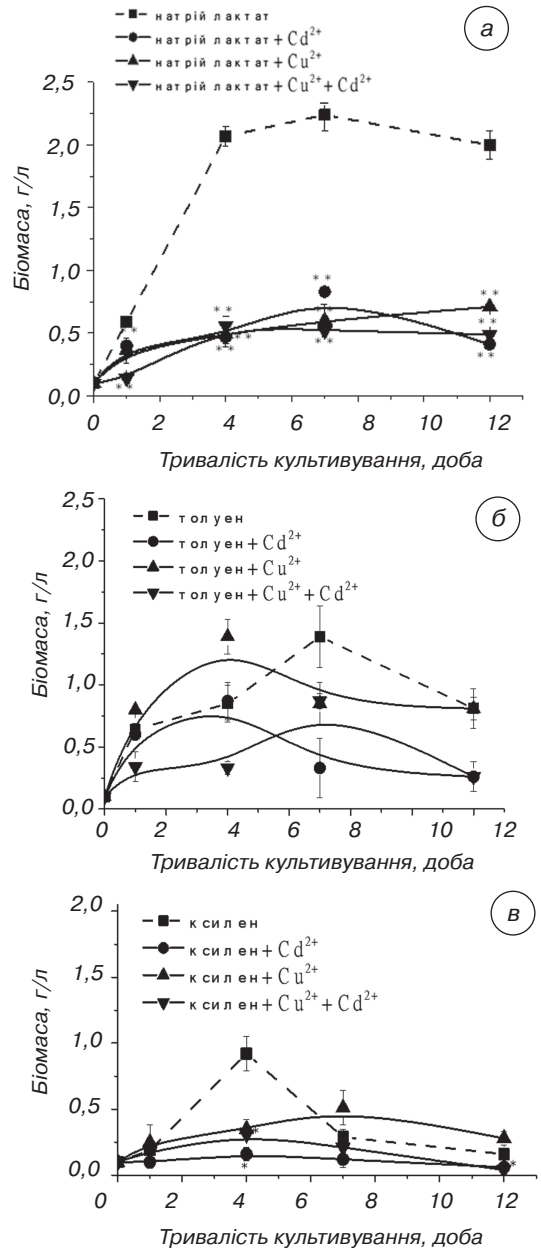 а
натрій лактат
натрій лактат + Cd²⁺
натрій лактат + Cu²⁺
натрій лактат + Cu²⁺ + Cd²⁺
Біомаса, г/л
2,5
2,0
1,5
1,0
0,5
0,0
0 2 4 6 8 10 12
Тривалість культивування, доба
б
толуен
толуен + Cd²⁺
толуен + Cu²⁺
толуен + Cu²⁺ + Cd²⁺
Біомаса, г/л
2,5
2,0
1,5
1,0
0,5
0,0
0 2 4 6 8 10 12
Тривалість культивування, доба
в
ксилен
ксилен + Cd²⁺
ксилен + Cu²⁺
ксилен + Cu²⁺ + Cd²⁺
Біомаса, г/л
2,0
1,5
1,0
0,5
0,0
0 2 4 6 8 10 12
Тривалість культивування, доба